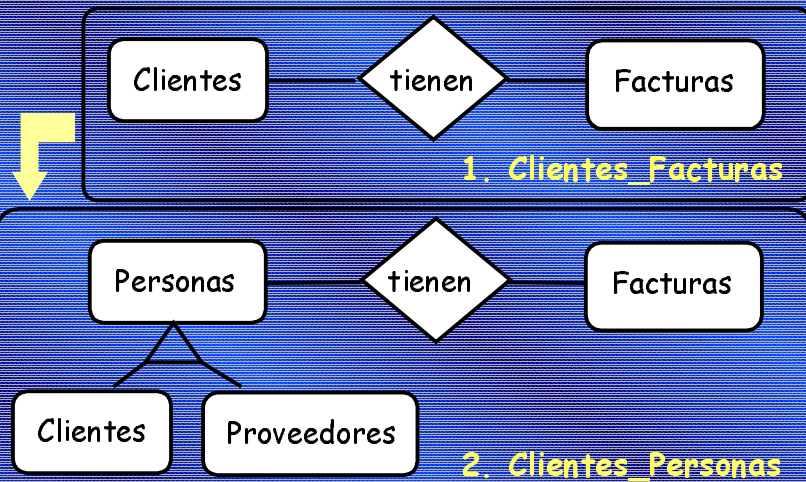 Clientes
tienen
Facturas
1. Clientes_Facturas
Personas
tienen
Facturas
Clientes
Proveedores
2. Clientes_Personas